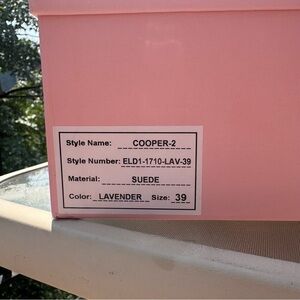 Style Name: COOPER-2
Style Number: ELD1-1710-LAV-39
Material: SUEDE
Color: LAVENDER Size: 39